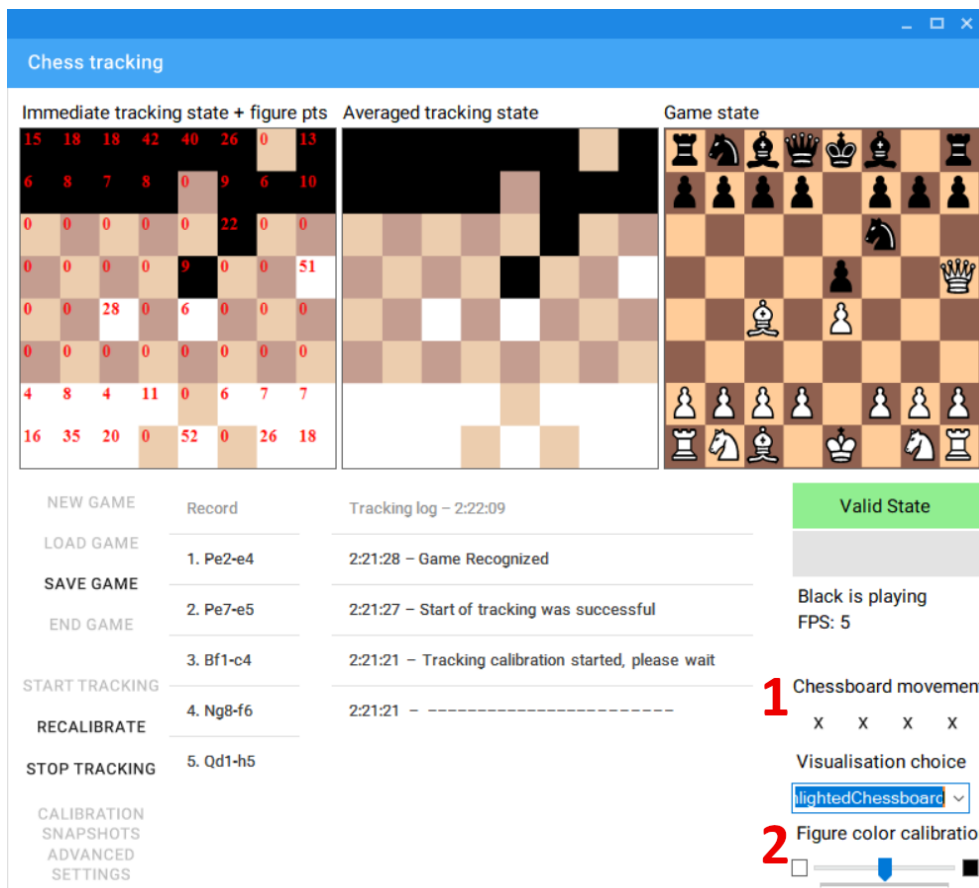 Chess tracking
Immediate tracking state + figure pts Averaged tracking state Game state
15 18 18 42 40 26 0 13
6 8 7 8 0 9 6 10
0 0 0 0 0 22 0 0
0 0 0 0 9 0 0 51
0 0 28 0 6 0 0 0
0 0 0 0 0 0 0 0
4 8 4 11 0 6 7 7
16 35 20 0 52 0 26 18
NEW GAME
LOAD GAME
SAVE GAME
END GAME
START TRACKING
RECALIBRATE
STOP TRACKING
CALIBRATION
SNAPSHOTS
ADVANCED
SETTINGS
Record
1. Pe2-e4
2. Pe7-e5
3. Bf1-c4
4. Ng8-f6
5. Qd1-h5
Tracking log – 2:22:09
2:21:28 – Game Recognized
2:21:27 – Start of tracking was successful
2:21:21 – Tracking calibration started, please wait
2:21:21 – ------------------------
Valid State
Black is playing
FPS: 5
1 Chessboard movement
x x x x
Visualisation choice
lightedChessboard
2 Figure color calibratio